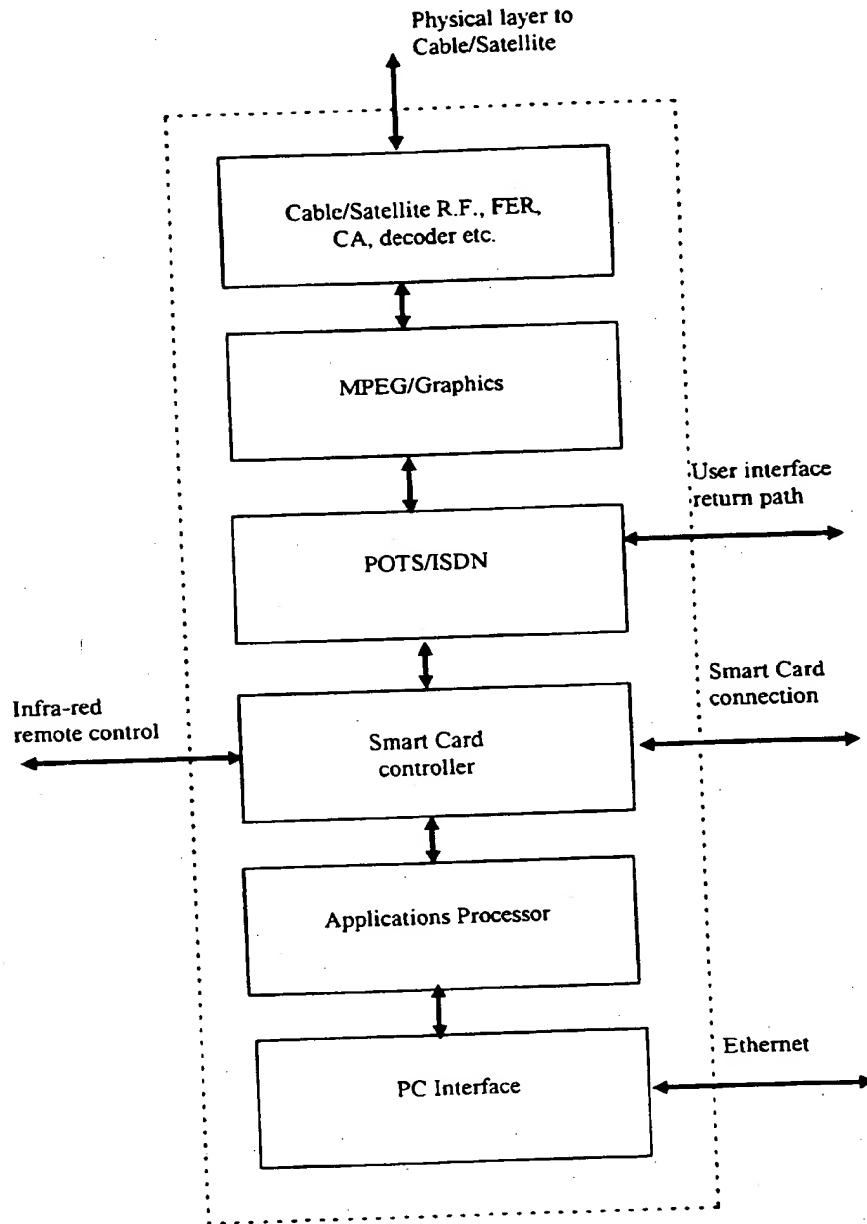 Physical layer to
Cable/Satellite
Cable/Satellite R.F., FER,
CA, decoder etc.
MPEG/Graphics
User interface
return path
POTS/ISDN
Smart Card
connection
Infra-red
remote control
Smart Card
controller
Applications Processor
Ethernet
PC Interface